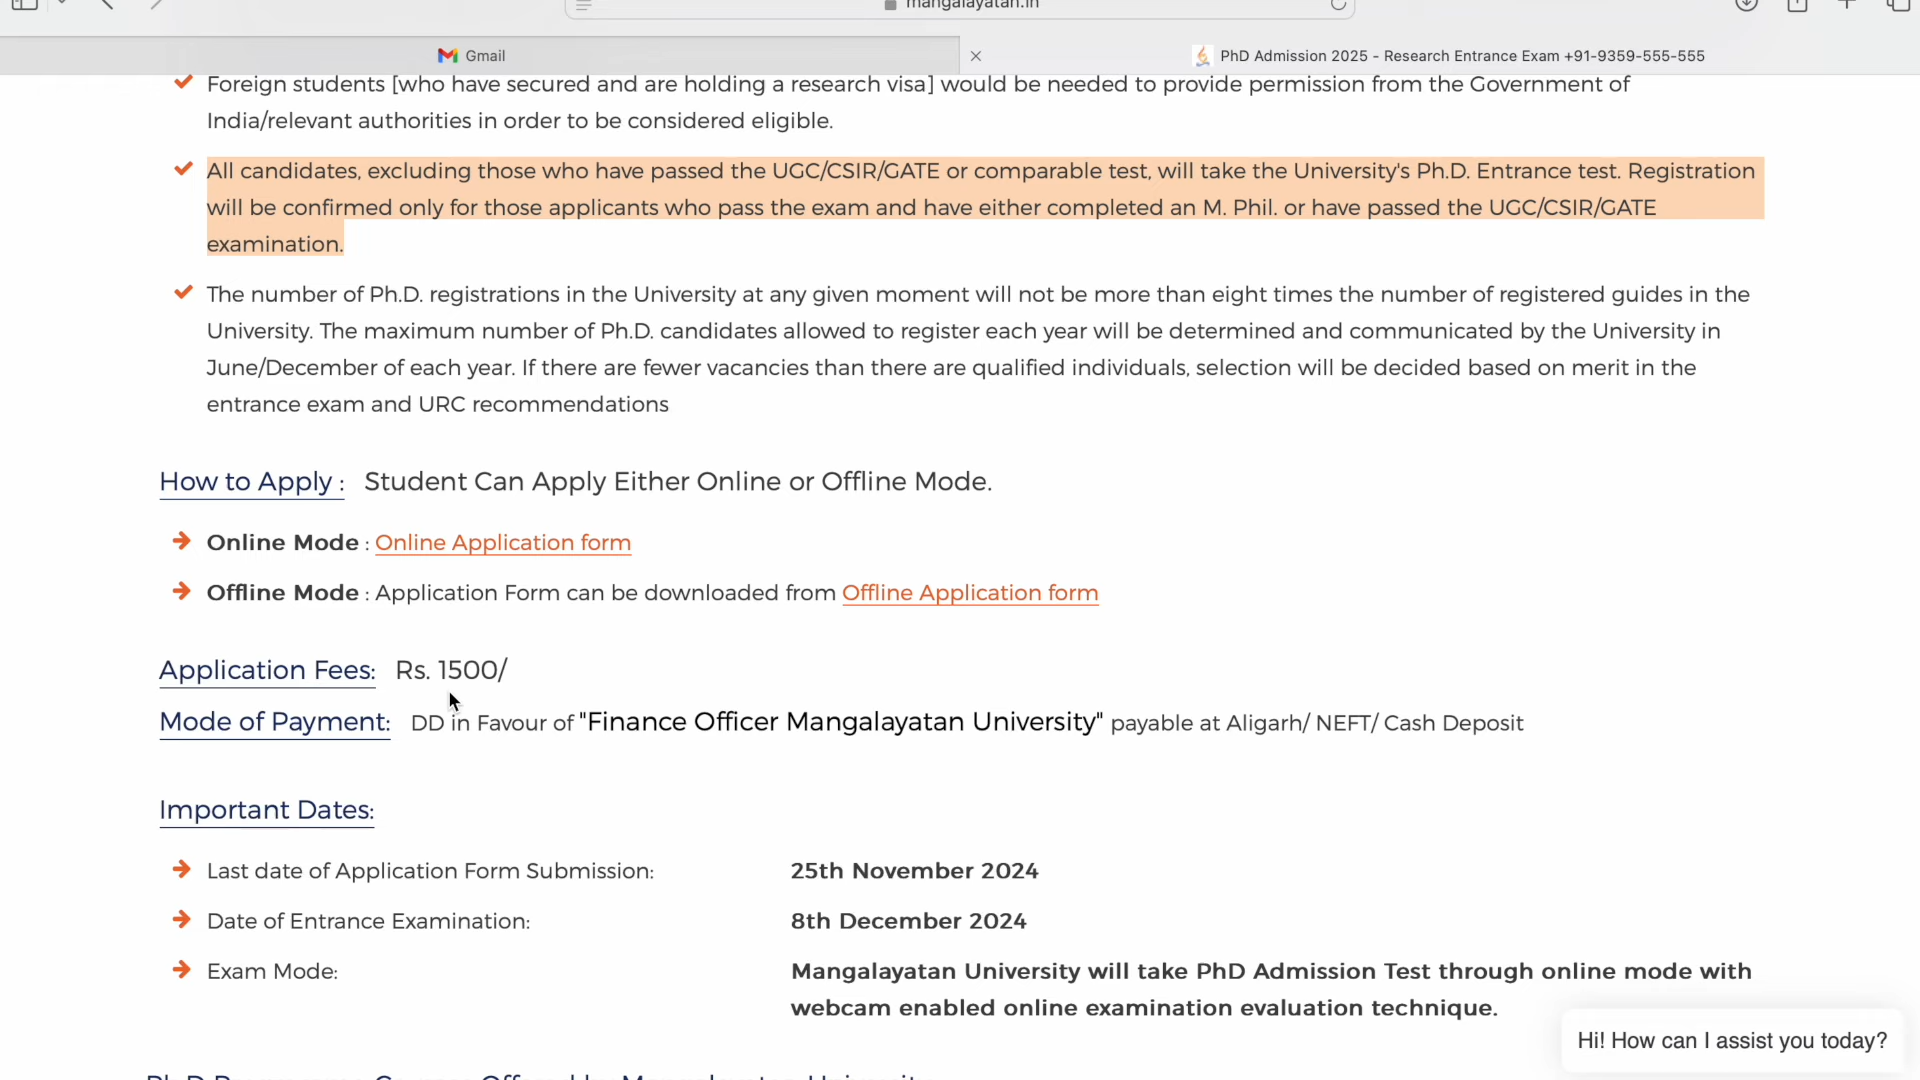 mangalayatan.in
Gmail
PhD Admission 2025 - Research Entrance Exam +91-9359-555-555
Foreign students [who have secured and are holding a research visa] would be needed to provide permission from the Government of
India/relevant authorities in order to be considered eligible.
All candidates, excluding those who have passed the UGC/CSIR/GATE or comparable test, will take the University's Ph.D. Entrance test. Registration
will be confirmed only for those applicants who pass the exam and have either completed an M. Phil. or have passed the UGC/CSIR/GATE
examination.
The number of Ph.D. registrations in the University at any given moment will not be more than eight times the number of registered guides in the
University. The maximum number of Ph.D. candidates allowed to register each year will be determined and communicated by the University in
June/December of each year. If there are fewer vacancies than there are qualified individuals, selection will be decided based on merit in the
entrance exam and URC recommendations
How to Apply : Student Can Apply Either Online or Offline Mode.
Online Mode : Online Application form
Offline Mode : Application Form can be downloaded from Offline Application form
Application Fees: Rs. 1500/
Mode of Payment: DD in Favour of "Finance Officer Mangalayatan University" payable at Aligarh/ NEFT/ Cash Deposit
Important Dates:
Last date of Application Form Submission: 25th November 2024
Date of Entrance Examination: 8th December 2024
Exam Mode: Mangalayatan University will take PhD Admission Test through online mode with
webcam enabled online examination evaluation technique.
Hi! How can I assist you today?